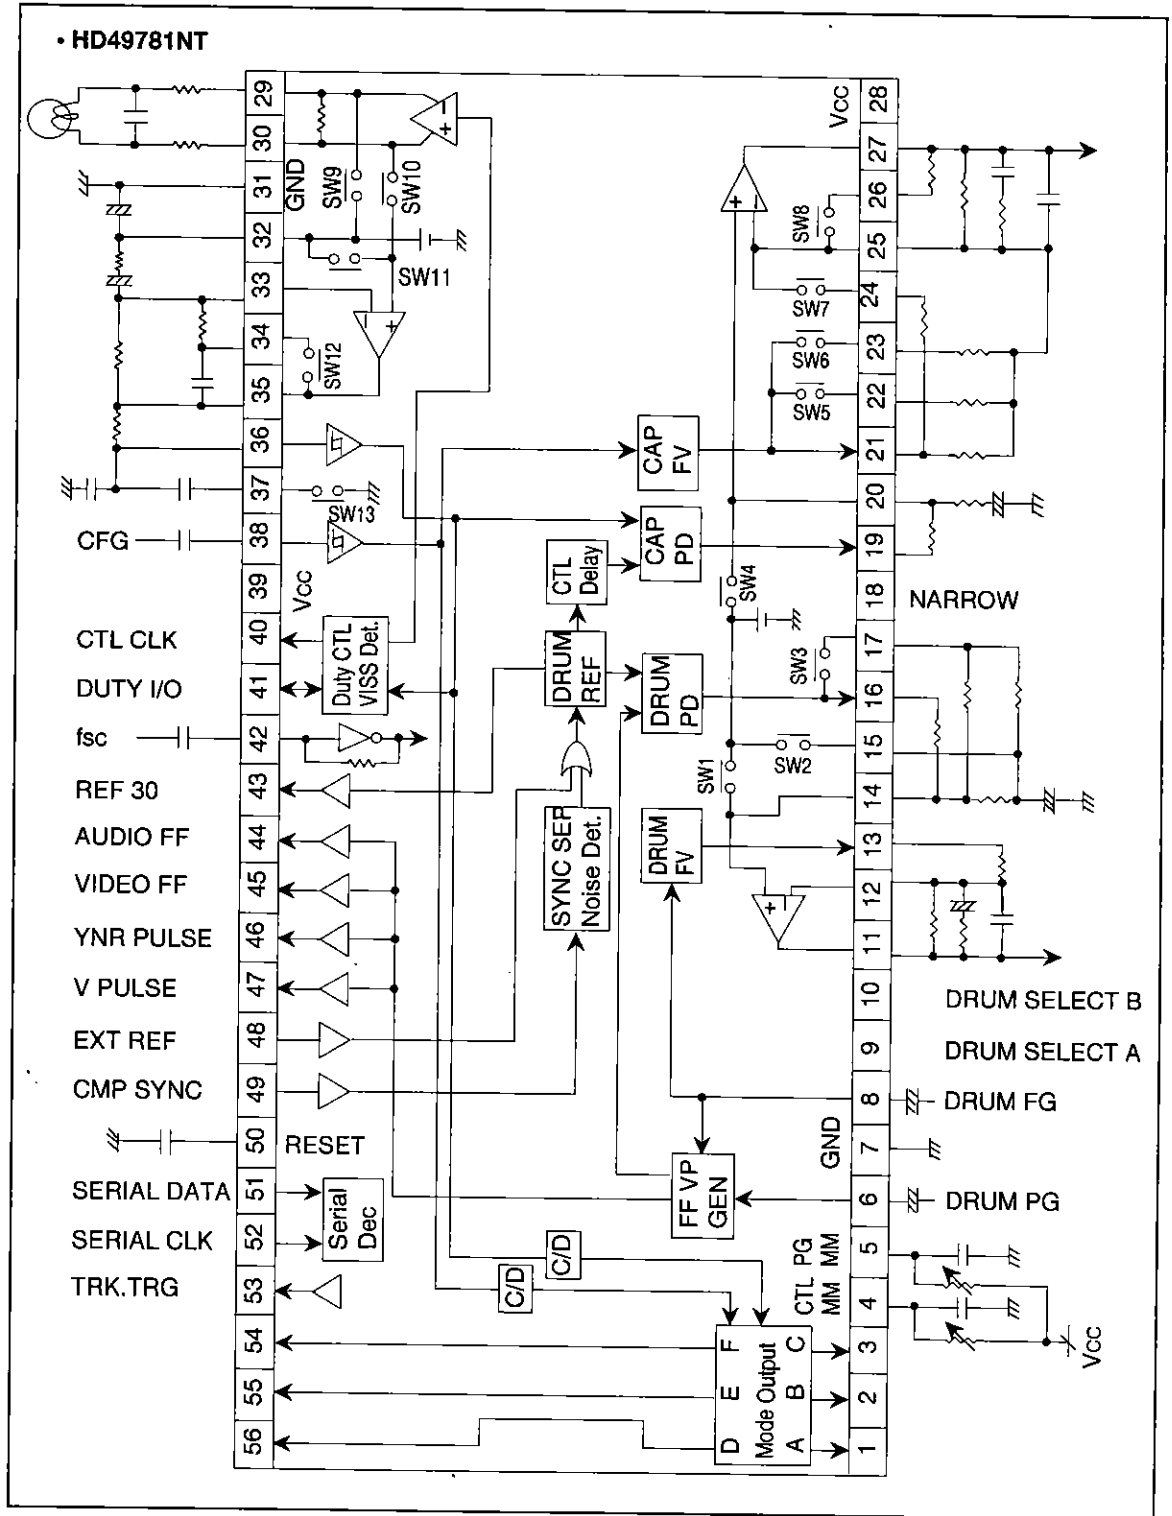 • HD49781NT
29
30
31
32
33
34
35
36
37
38
39
40
41
42
43
44
45
46
47
48
49
50
51
52
53
54
55
56
CFG
CTL CLK
DUTY I/O
fsc
REF 30
AUDIO FF
VIDEO FF
YNR PULSE
V PULSE
EXT REF
CMP SYNC
SERIAL DATA
SERIAL CLK
TRK.TRG
GND
SW9
SW10
SW11
SW12
SW13
Vcc
Duty CTL
VISS Det.
RESET
Serial
Dec
CTL
Delay
DRUM
REF
SYNC SEP
Noise Det.
CAP
FV
CAP
PD
DRUM
PD
DRUM
FV
FF VP
GEN
C/D
C/D
F
E
D
Mode Output
C
B
A
SW8
SW7
SW6
SW5
SW4
SW3
SW2
SW1
Vcc
GND
PG MM
CTL MM
28
27
26
25
24
23
22
21
20
19
18
17
16
15
14
13
12
11
10
9
8
7
6
5
4
3
2
1
NARROW
DRUM SELECT B
DRUM SELECT A
DRUM FG
DRUM PG
Vcc